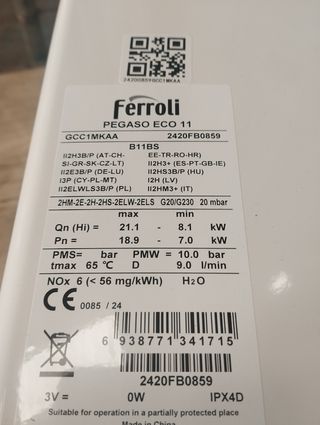 24200859GCC1MKAA
Ferroli
PEGASO ECO 11
GCC1MKAA 2420FB0859
B11BS
II2H3B/P (AT-CH- EE-TR-RO-HR)
SI-GR-SK-CZ-LT) II2H3+ (ES-PT-GB-IE)
II2E3B/P (DE-LU) II2HS3B/P (HU)
I3P (CY-PL-MT) I2H (LV)
II2ELWLS3B/P (PL) II2HM3+ (IT)
2HM-2E-2H-2HS-2ELW-2ELS G20/G230 20 mbar
max min
Qn (Hi) = 21.1 - 8.1 kW
Pn = 18.9 - 7.0 kW
PMS= bar PMW = 10.0 bar
tmax 65 °C D 9.0 l/min
NOx 6 (< 56 mg/kWh) H2O
CE 0085 / 24
6 938771 341715
2420FB0859
3V = 0W IPX4D
Suitable for operation in a partially protected place
Made in China